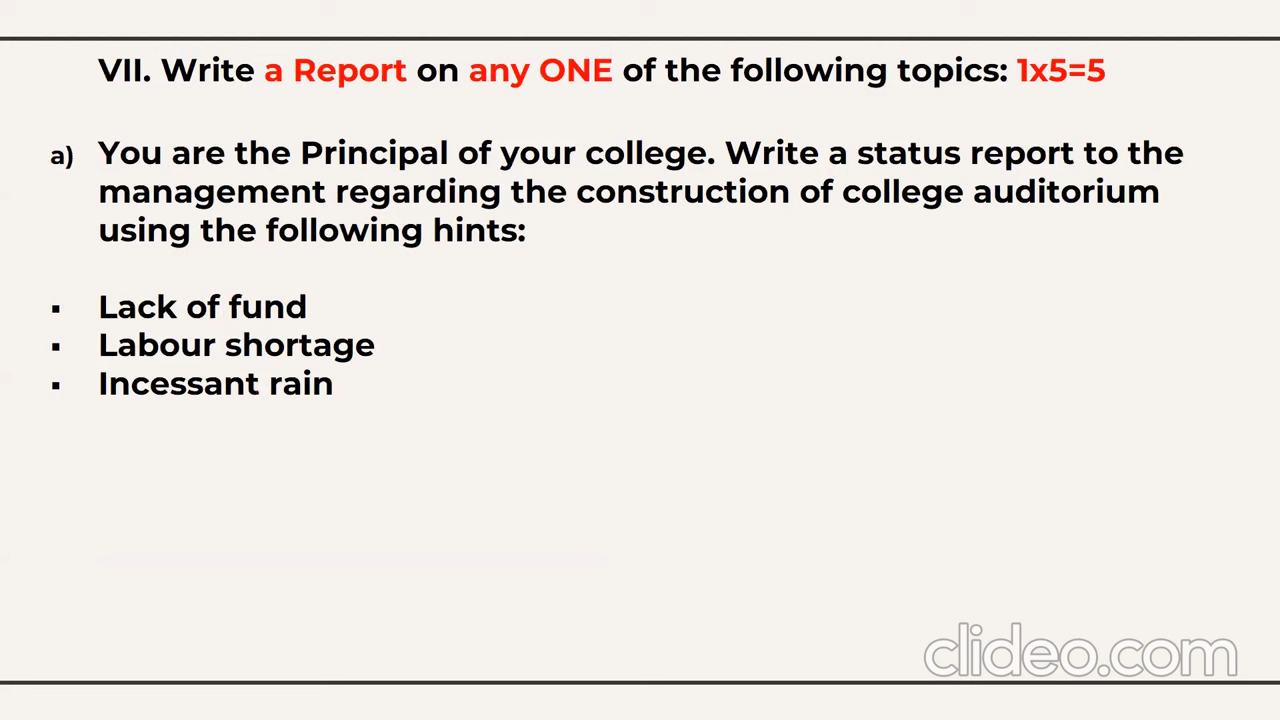 VII. Write a Report on any ONE of the following topics: 1x5=5
a) You are the Principal of your college. Write a status report to the
management regarding the construction of college auditorium
using the following hints:
▪ Lack of fund
▪ Labour shortage
▪ Incessant rain
clideo.com